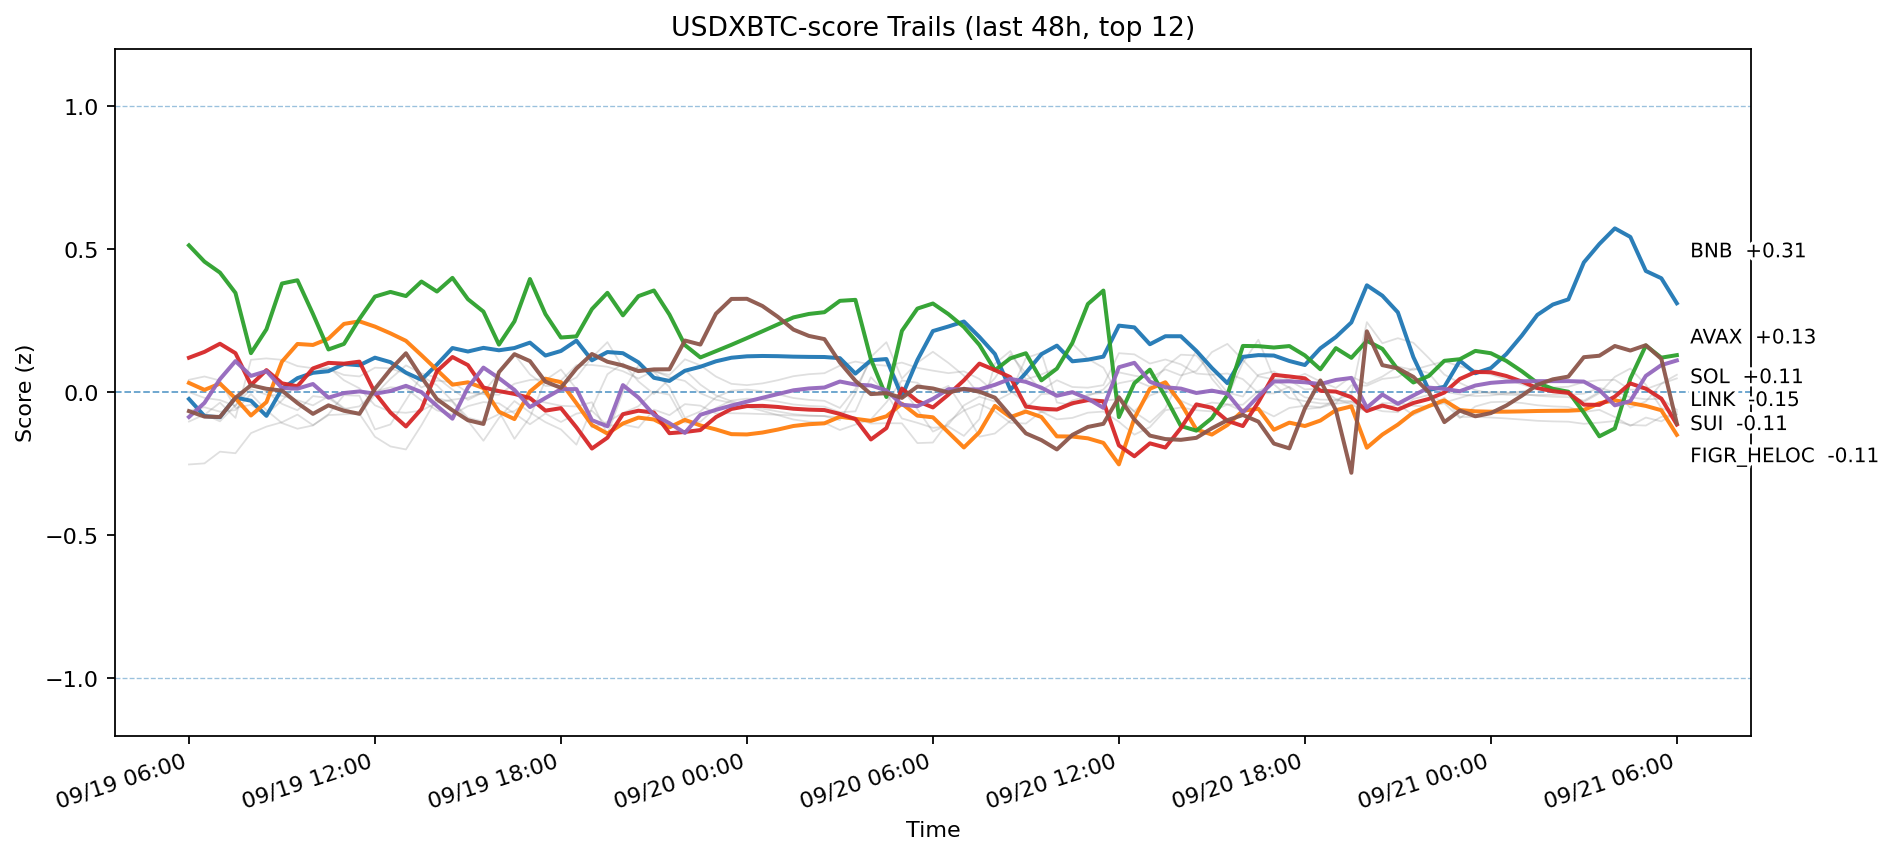 USDXBTC-score Trails (last 48h, top 12)
Score (z)
1.0
0.5
0.0
−0.5
−1.0
BNB +0.31
AVAX +0.13
SOL +0.11
LINK -0.15
SUI -0.11
FIGR_HELOC -0.11
09/19 06:00
09/19 12:00
09/19 18:00
09/20 00:00
09/20 06:00
09/20 12:00
09/20 18:00
09/21 00:00
09/21 06:00
Time